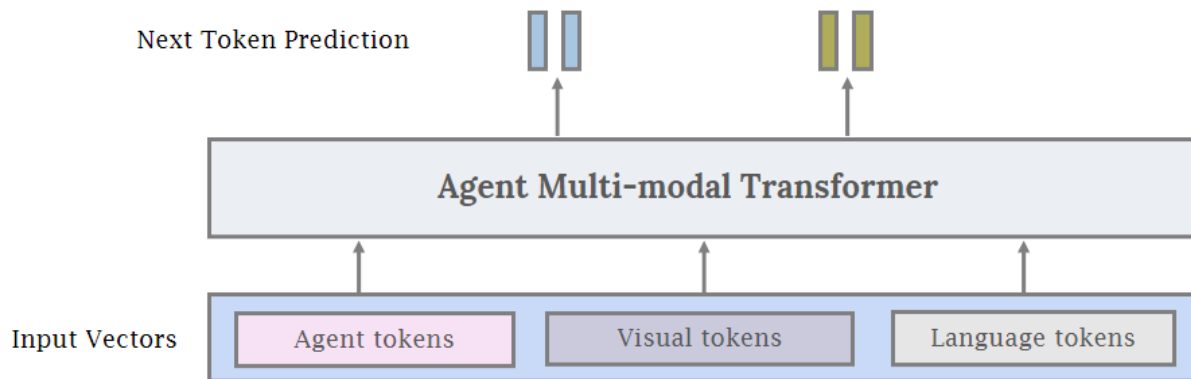 Next Token Prediction
Agent Multi-modal Transformer
Input Vectors
Agent tokens
Visual tokens
Language tokens